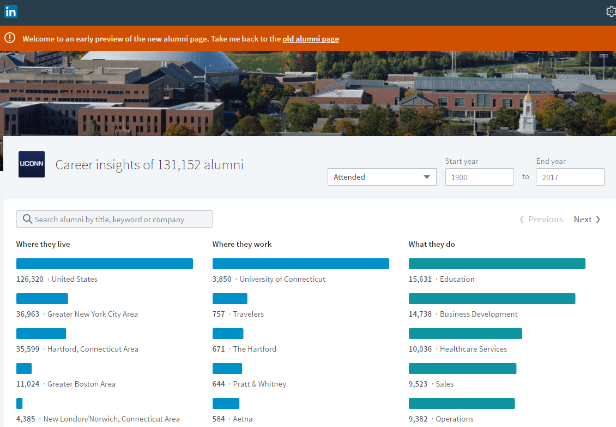 in
Welcome to an early preview of the new alumni page. Take me back to the old alumni page
UCONN
Career insights of 131,152 alumni
Start year
End year
Attended
1900
to
2017
Search alumni by title, keyword or company
Previous
Next
Where they live
126,320 · United States
36,963 · Greater New York City Area
35,599 · Hartford, Connecticut Area
11,024 · Greater Boston Area
4,385 · New London/Norwich, Connecticut Area
Where they work
3,850 · University of Connecticut
757 · Travelers
671 · The Hartford
644 · Pratt & Whitney
584 · Aetna
What they do
15,631 · Education
14,738 · Business Development
10,036 · Healthcare Services
9,523 · Sales
9,382 · Operations